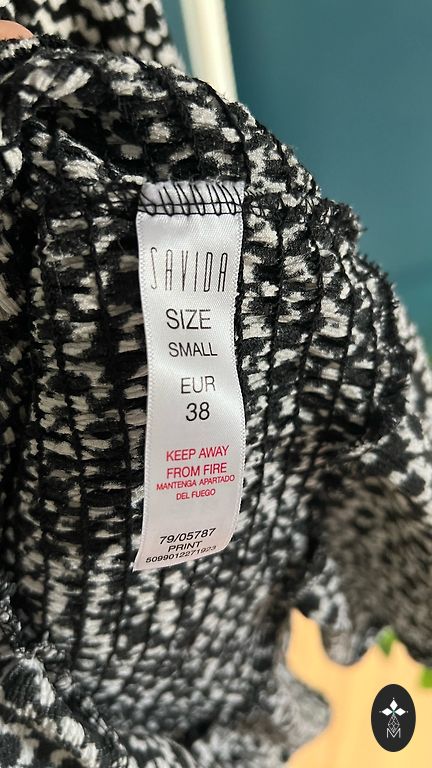 SAVIDA
SIZE
SMALL
EUR
38
KEEP AWAY
FROM FIRE
MANTENGA APARTADO
DEL FUEGO
79/05787
PRINT
5099012271923